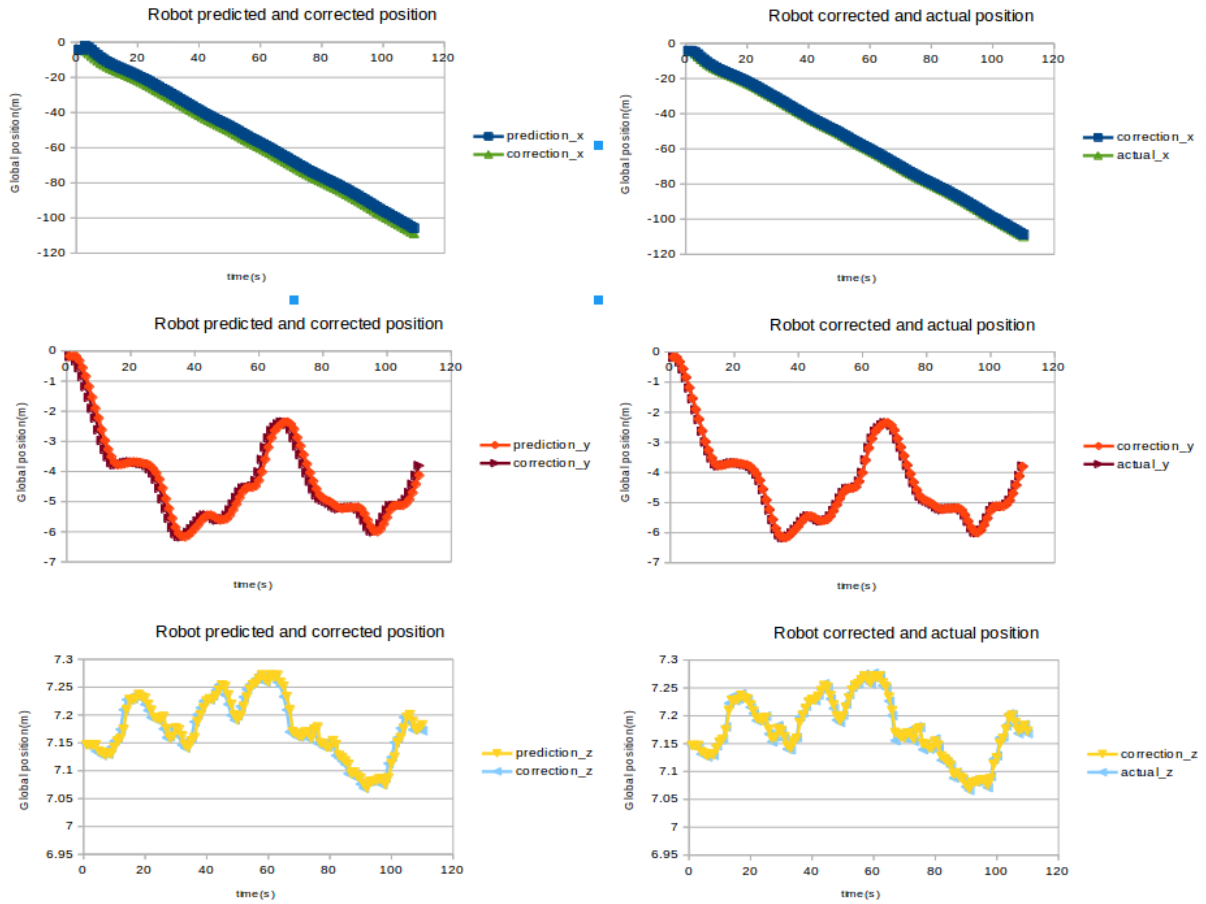 Robot predicted and corrected position
0
0 20 40 60 80 100 120
-20
-40
-60
-80
-100
-120
Global position(m)
time(s)
prediction_x
correction_x
Robot corrected and actual position
0
0 20 40 60 80 100 120
-20
-40
-60
-80
-100
-120
Global position(m)
time(s)
correction_x
actual_x
Robot predicted and corrected position
0
0 20 40 60 80 100 120
-1
-2
-3
-4
-5
-6
-7
Global position(m)
time(s)
prediction_y
correction_y
Robot corrected and actual position
0
0 20 40 60 80 100 120
-1
-2
-3
-4
-5
-6
-7
Global position(m)
time(s)
correction_y
actual_y
Robot predicted and corrected position
7.3
7.25
7.2
7.15
7.1
7.05
7
6.95
0 20 40 60 80 100 120
Global position(m)
time(s)
prediction_z
correction_z
Robot corrected and actual position
7.3
7.25
7.2
7.15
7.1
7.05
7
6.95
0 20 40 60 80 100 120
Global position(m)
time(s)
correction_z
actual_z